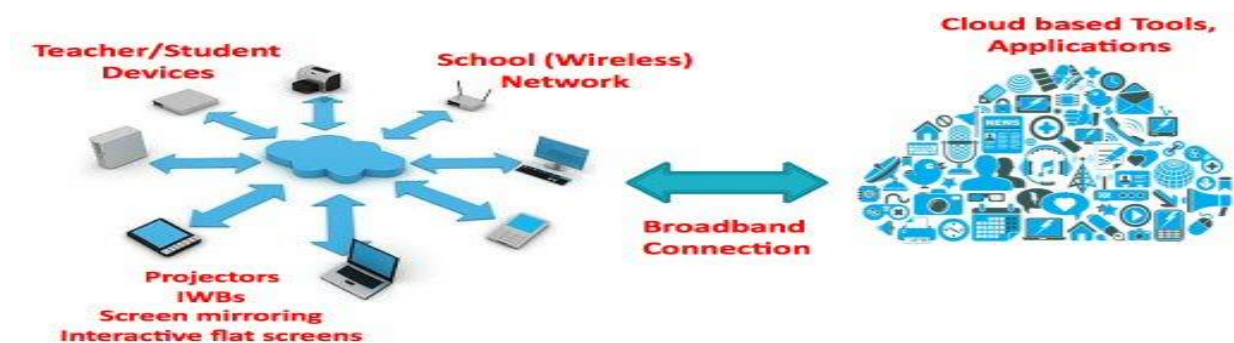 Teacher/Student
Devices
School (Wireless)
Network
Cloud based Tools,
Applications
NEWS
Broadband
Connection
Projectors
IWBs
Screen mirroring
Interactive flat screens